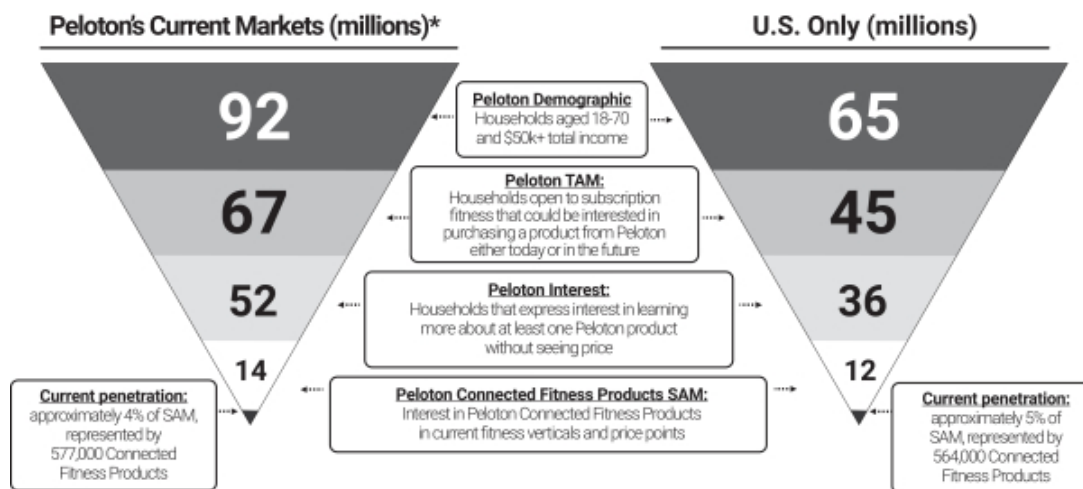 Peloton's Current Markets (millions)*
U.S. Only (millions)
92
Peloton Demographic
Households aged 18-70
and $50k+ total income
65
67
Peloton TAM:
Households open to subscription
fitness that could be interested in
purchasing a product from Peloton
either today or in the future
45
52
Peloton Interest:
Households that express interest in learning
more about at least one Peloton product
without seeing price
36
14
Peloton Connected Fitness Products SAM:
Interest in Peloton Connected Fitness Products
in current fitness verticals and price points
12
Current penetration:
approximately 4% of SAM,
represented by
577,000 Connected
Fitness Products
Current penetration:
approximately 5% of
SAM, represented by
564,000 Connected
Fitness Products